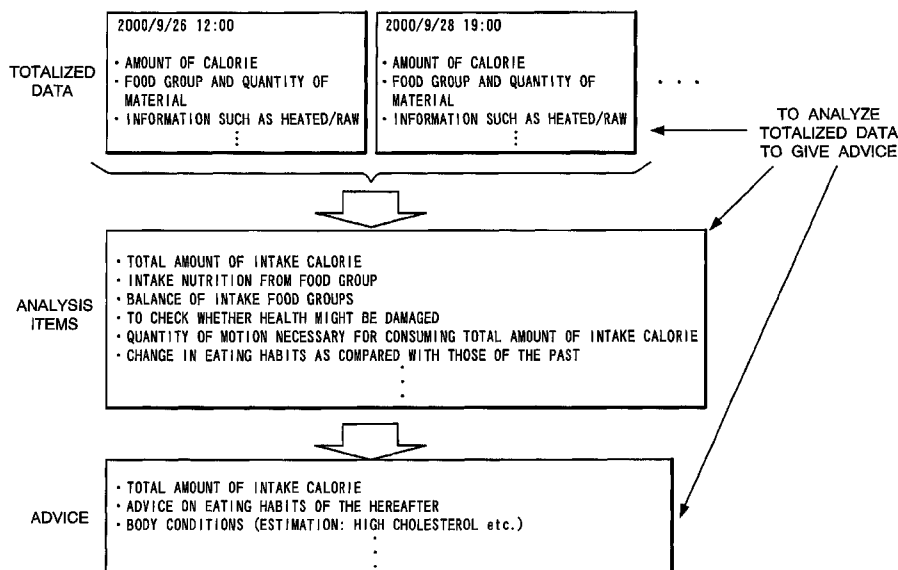 2000/9/26 12:00
· AMOUNT OF CALORIE
· FOOD GROUP AND QUANTITY OF
MATERIAL
· INFORMATION SUCH AS HEATED/RAW
2000/9/28 19:00
· AMOUNT OF CALORIE
· FOOD GROUP AND QUANTITY OF
MATERIAL
· INFORMATION SUCH AS HEATED/RAW
TOTALIZED
DATA
· · ·
TO ANALYZE
TOTALIZED DATA
TO GIVE ADVICE
ANALYSIS
ITEMS
· TOTAL AMOUNT OF INTAKE CALORIE
· INTAKE NUTRITION FROM FOOD GROUP
· BALANCE OF INTAKE FOOD GROUPS
· TO CHECK WHETHER HEALTH MIGHT BE DAMAGED
· QUANTITY OF MOTION NECESSARY FOR CONSUMING TOTAL AMOUNT OF INTAKE CALORIE
· CHANGE IN EATING HABITS AS COMPARED WITH THOSE OF THE PAST
ADVICE
· TOTAL AMOUNT OF INTAKE CALORIE
· ADVICE ON EATING HABITS OF THE HEREAFTER
· BODY CONDITIONS (ESTIMATION: HIGH CHOLESTEROL etc.)